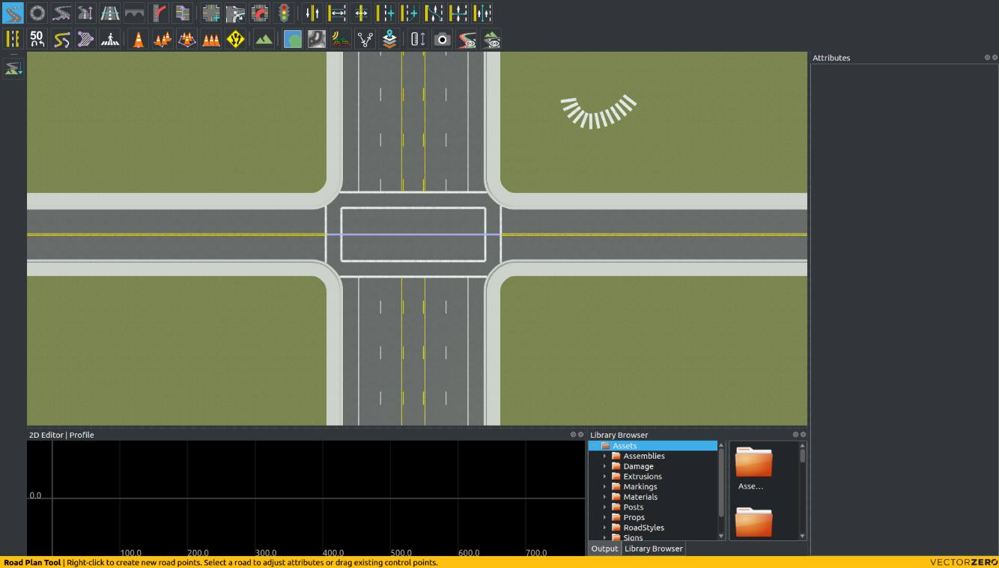 50
Attributes
2D Editor | Profile
0.0
100.0 200.0 300.0 400.0 500.0 600.0 700.0
Library Browser
Assets
Assemblies
Damage
Extrusions
Markings
Materials
Posts
Props
RoadStyles
Signs
Asse...
Output Library Browser
Road Plan Tool | Right-click to create new road points. Select a road to adjust attributes or drag existing control points.
VECTORZERO